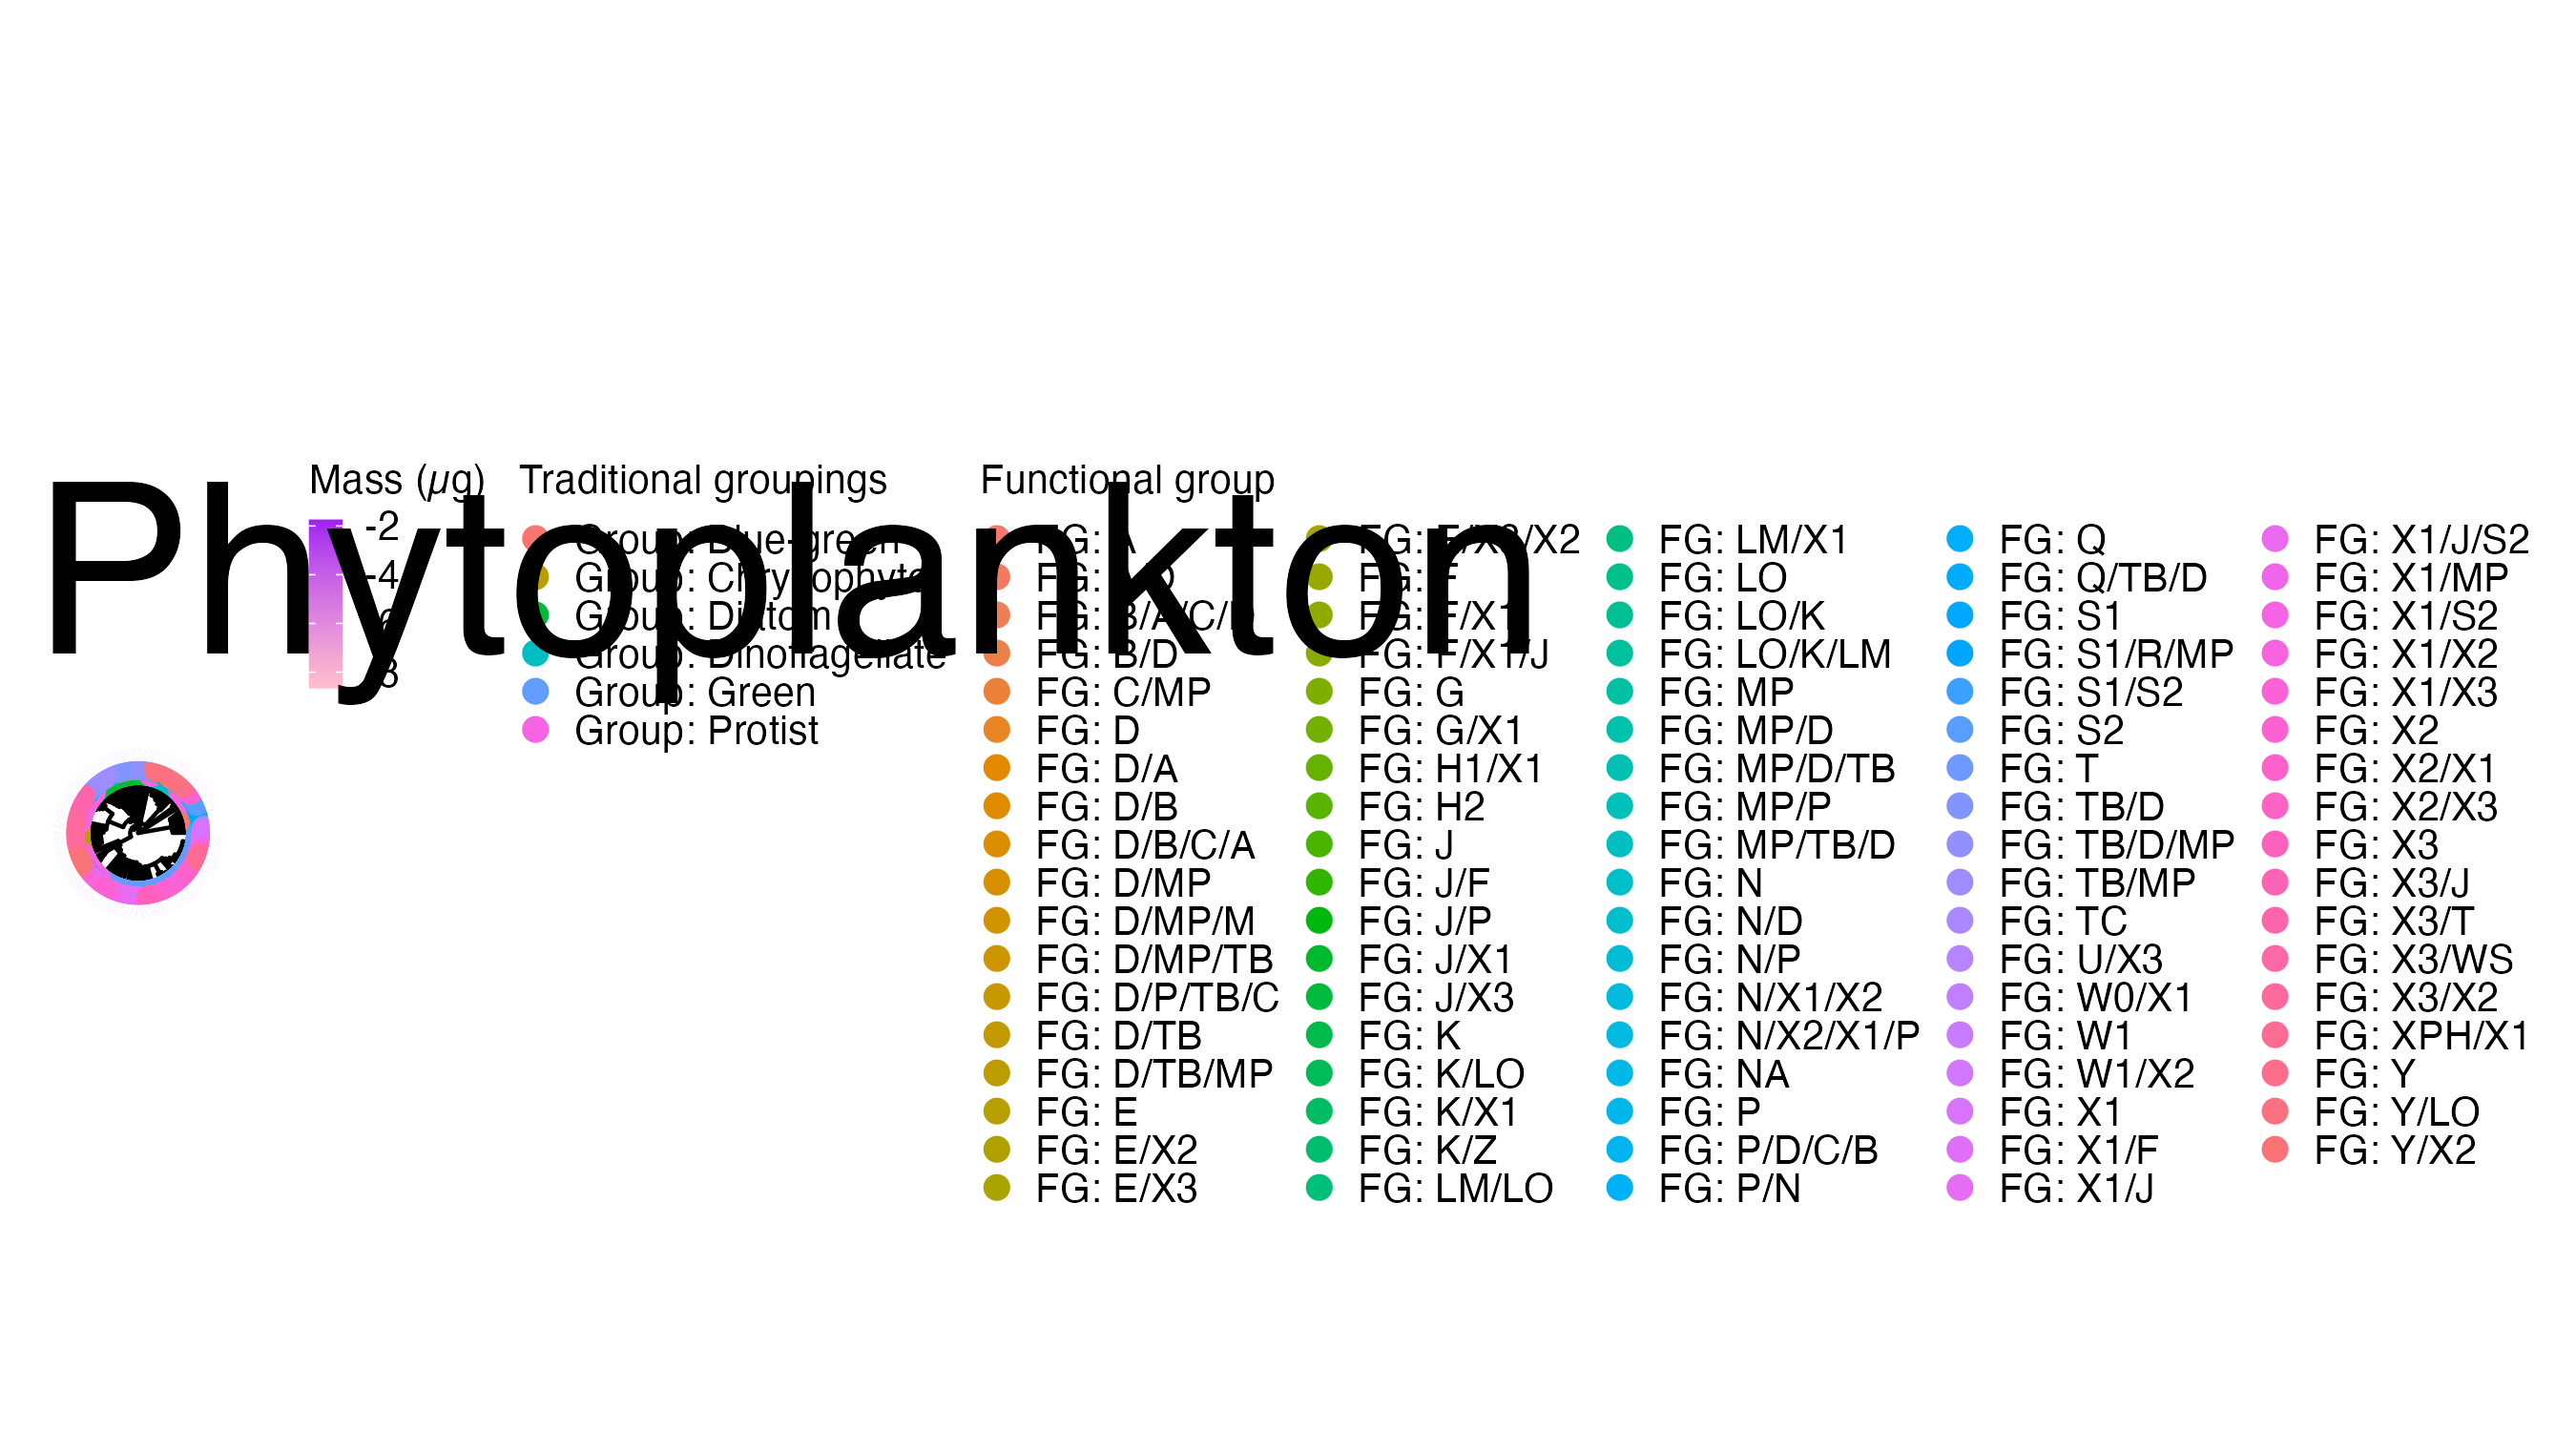 Phytoplankton
Mass (µg)
-2
-4
Traditional groupings
Group: Blue-green
Group: Chrysophyte
Group: Diatom
Group: Dinoflagellate
Group: Green
Group: Protist
Functional group
FG: A
FG: B/A/C/D
FG: B/D
FG: C/MP
FG: D
FG: D/A
FG: D/B
FG: D/B/C/A
FG: D/MP
FG: D/MP/M
FG: D/MP/TB
FG: D/P/TB/C
FG: D/TB
FG: D/TB/MP
FG: E
FG: E/X2
FG: E/X3
FG: E/X3/X2
FG: F
FG: F/X1
FG: F/X1/J
FG: G
FG: G/X1
FG: H1/X1
FG: H2
FG: J
FG: J/F
FG: J/P
FG: J/X1
FG: J/X3
FG: K
FG: K/LO
FG: K/X1
FG: K/Z
FG: LM/LO
FG: LM/X1
FG: LO
FG: LO/K
FG: LO/K/LM
FG: MP
FG: MP/D
FG: MP/D/TB
FG: MP/P
FG: MP/TB/D
FG: N
FG: N/D
FG: N/P
FG: N/X1/X2
FG: N/X2/X1/P
FG: NA
FG: P
FG: P/D/C/B
FG: P/N
FG: Q
FG: Q/TB/D
FG: S1
FG: S1/R/MP
FG: S1/S2
FG: S2
FG: T
FG: TB/D
FG: TB/D/MP
FG: TB/MP
FG: TC
FG: U/X3
FG: W0/X1
FG: W1
FG: W1/X2
FG: X1
FG: X1/F
FG: X1/J
FG: X1/J/S2
FG: X1/MP
FG: X1/S2
FG: X1/X2
FG: X1/X3
FG: X2
FG: X2/X1
FG: X2/X3
FG: X3
FG: X3/J
FG: X3/T
FG: X3/WS
FG: X3/X2
FG: XPH/X1
FG: Y
FG: Y/LO
FG: Y/X2